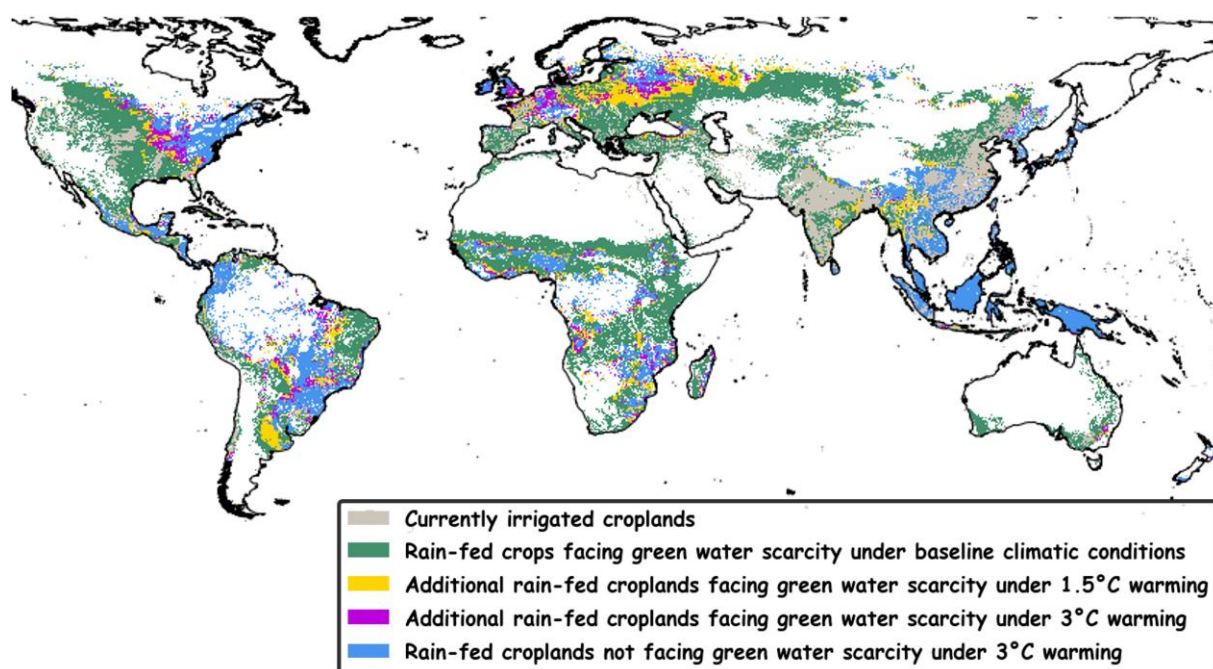 Currently irrigated croplands
Rain-fed crops facing green water scarcity under baseline climatic conditions
Additional rain-fed croplands facing green water scarcity under 1.5°C warming
Additional rain-fed croplands facing green water scarcity under 3°C warming
Rain-fed croplands not facing green water scarcity under 3°C warming